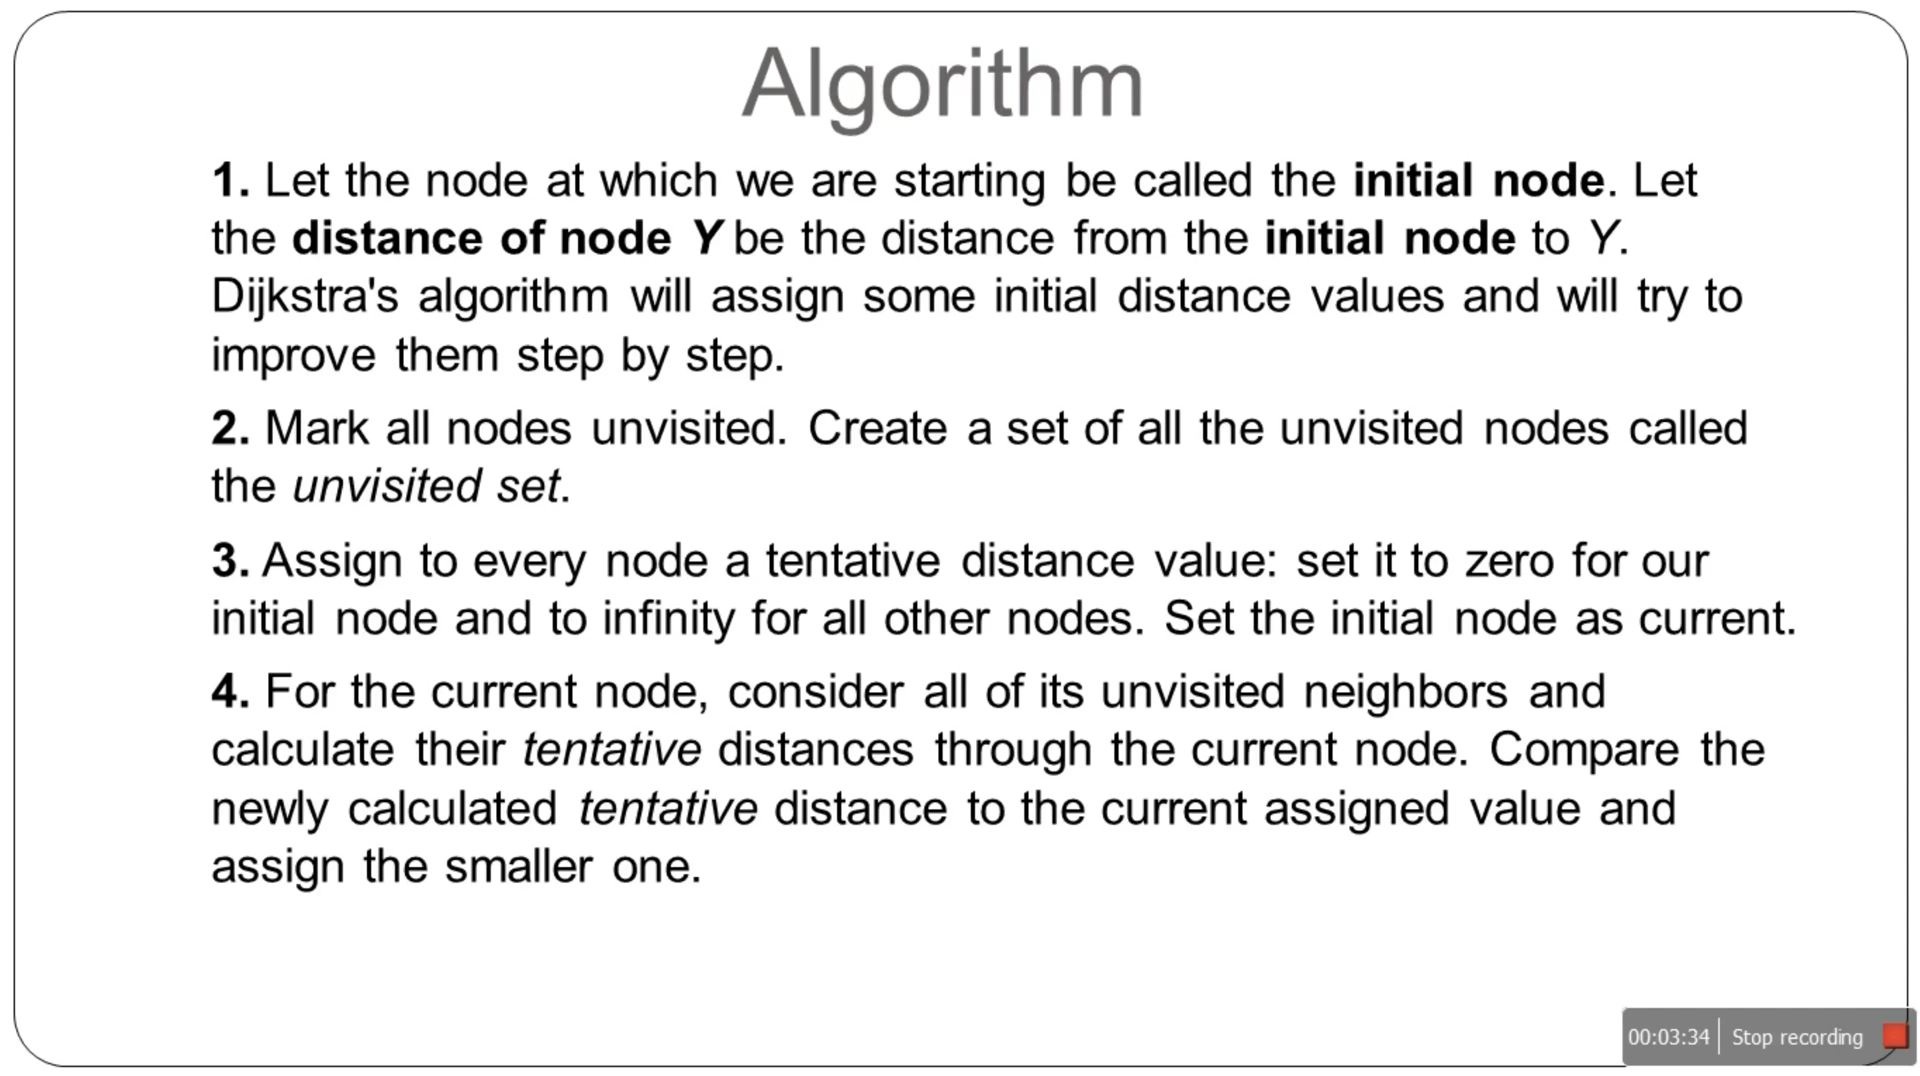 Algorithm
1. Let the node at which we are starting be called the initial node. Let
the distance of node Y be the distance from the initial node to Y.
Dijkstra's algorithm will assign some initial distance values and will try to
improve them step by step.
2. Mark all nodes unvisited. Create a set of all the unvisited nodes called
the unvisited set.
3. Assign to every node a tentative distance value: set it to zero for our
initial node and to infinity for all other nodes. Set the initial node as current.
4. For the current node, consider all of its unvisited neighbors and
calculate their tentative distances through the current node. Compare the
newly calculated tentative distance to the current assigned value and
assign the smaller one.
00:03:34 Stop recording